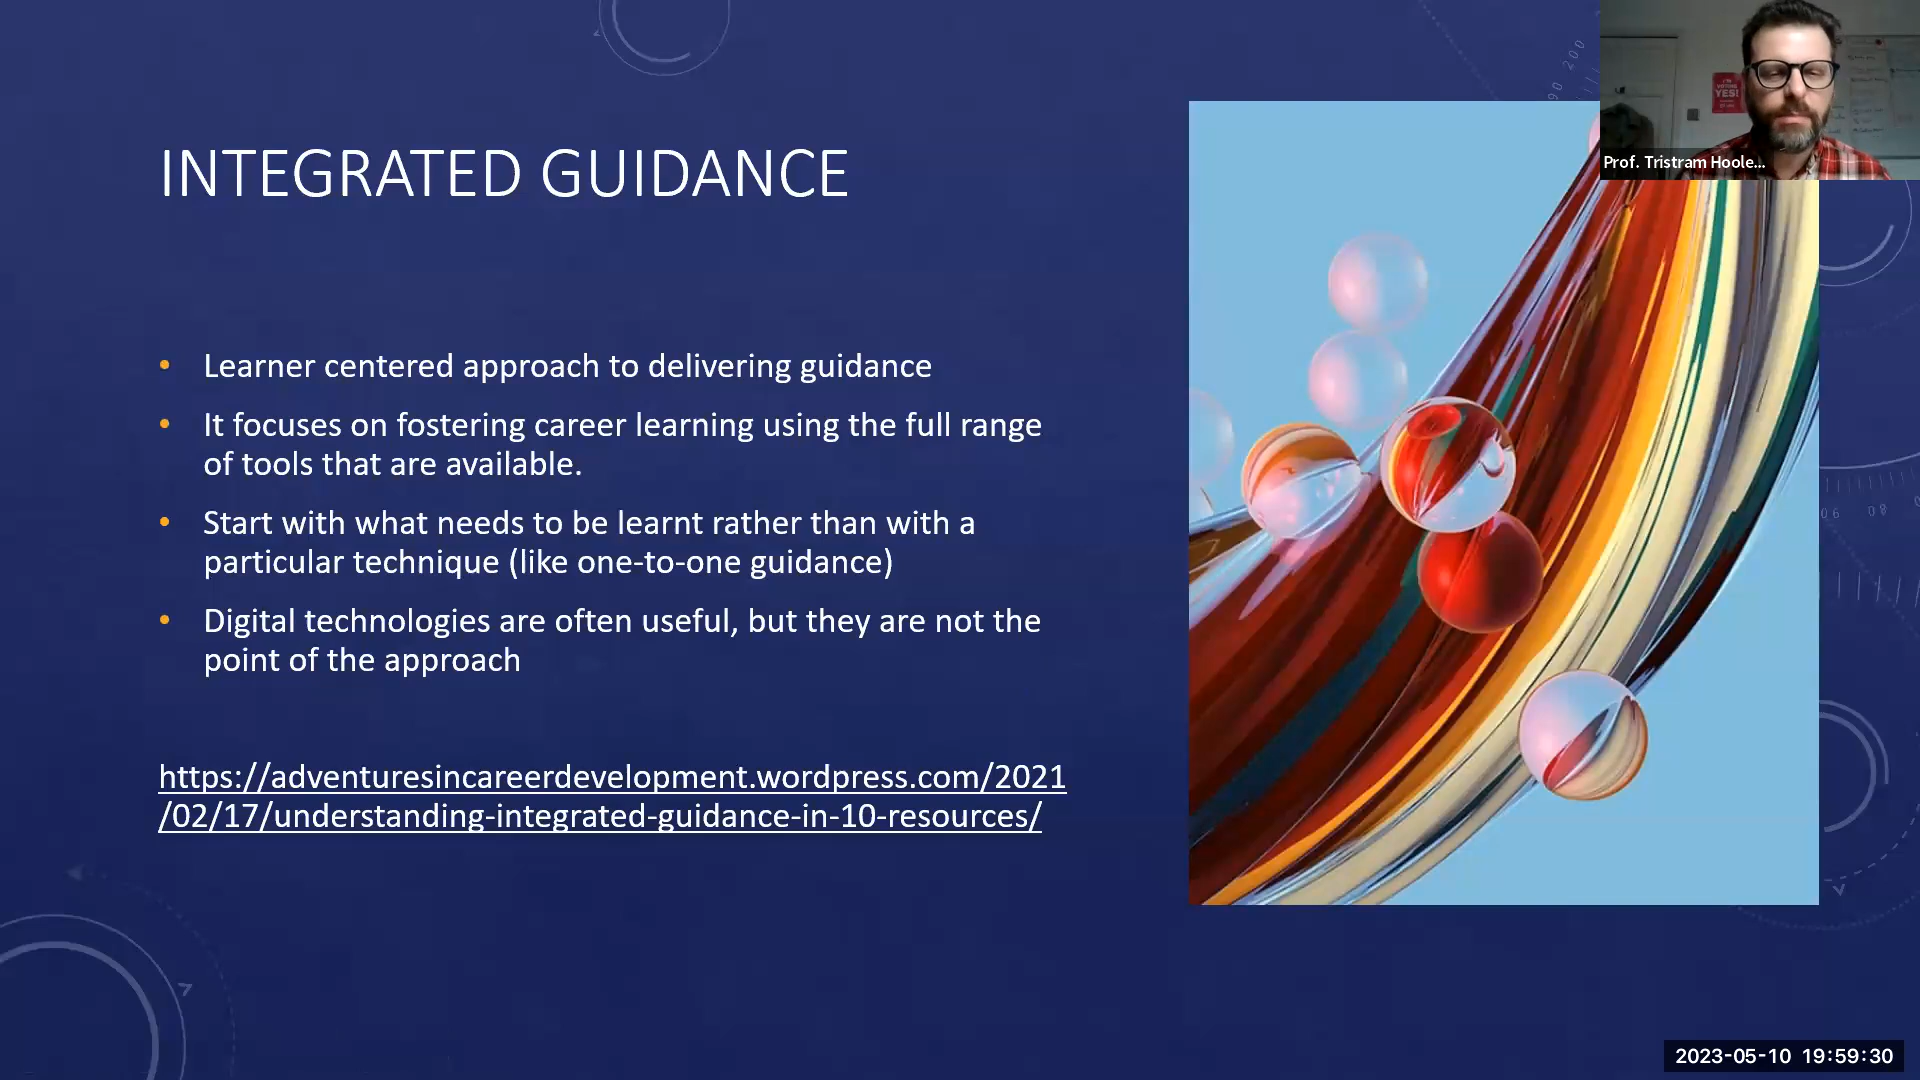 INTEGRATED GUIDANCE
• Learner centered approach to delivering guidance
• It focuses on fostering career learning using the full range
of tools that are available.
• Start with what needs to be learnt rather than with a
particular technique (like one-to-one guidance)
• Digital technologies are often useful, but they are not the
point of the approach
https://adventuresincareerdevelopment.wordpress.com/2021
/02/17/understanding-integrated-guidance-in-10-resources/
200
YES!
Prof. Tristram Hoole...
2023-05-10 19:59:30